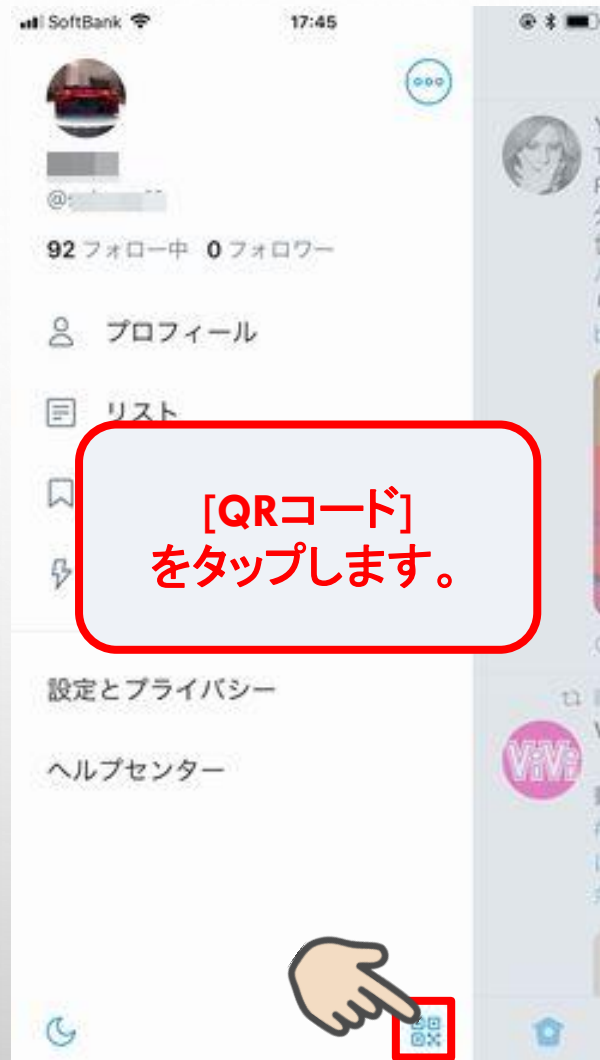 SoftBank 17:45
92 フォロー中 0 フォロワー
プロフィール
リスト
[QRコード]
をタップします。
設定とプライバシー
ヘルプセンター
ViVi